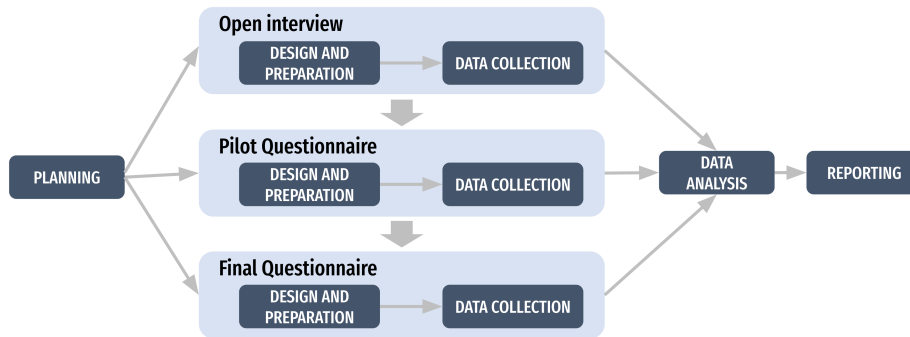 Open interview
DESIGN AND
PREPARATION
DATA COLLECTION
Pilot Questionnaire
DESIGN AND
PREPARATION
DATA COLLECTION
PLANNING
DATA
ANALYSIS
REPORTING
Final Questionnaire
DESIGN AND
PREPARATION
DATA COLLECTION